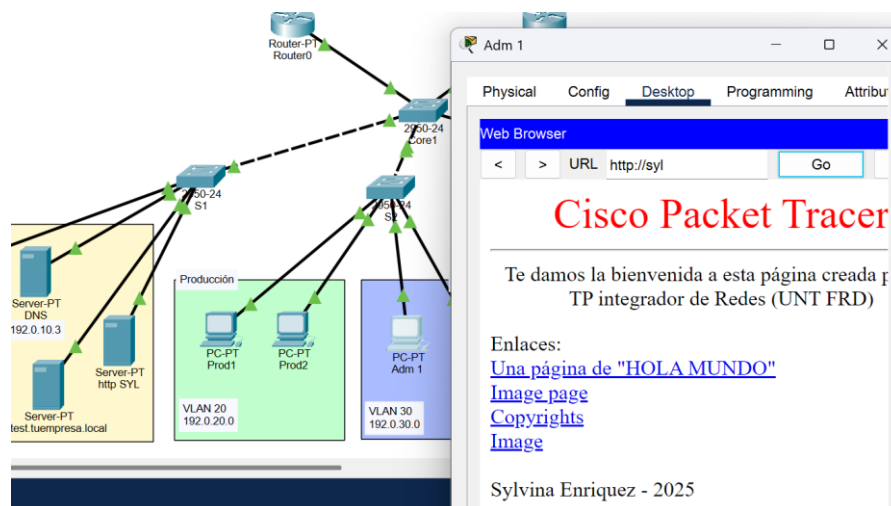 Router-PT
Router0
2950-24
Core1
2950-24
S1
2950-24
S2
Server-PT
DNS
192.0.10.3
Server-PT
http SYL
Server-PT
test.tuempresa.local
Producción
PC-PT
Prod1
PC-PT
Prod2
VLAN 20
192.0.20.0
PC-PT
Adm 1
VLAN 30
192.0.30.0
Adm 1
Physical Config Desktop Programming Attribu
Web Browser
< > URL http://syl Go
Cisco Packet Tracer
Te damos la bienvenida a esta página creada p
TP integrador de Redes (UNT FRD)
Enlaces:
Una página de "HOLA MUNDO"
Image page
Copyrights
Image
Sylvina Enriquez - 2025